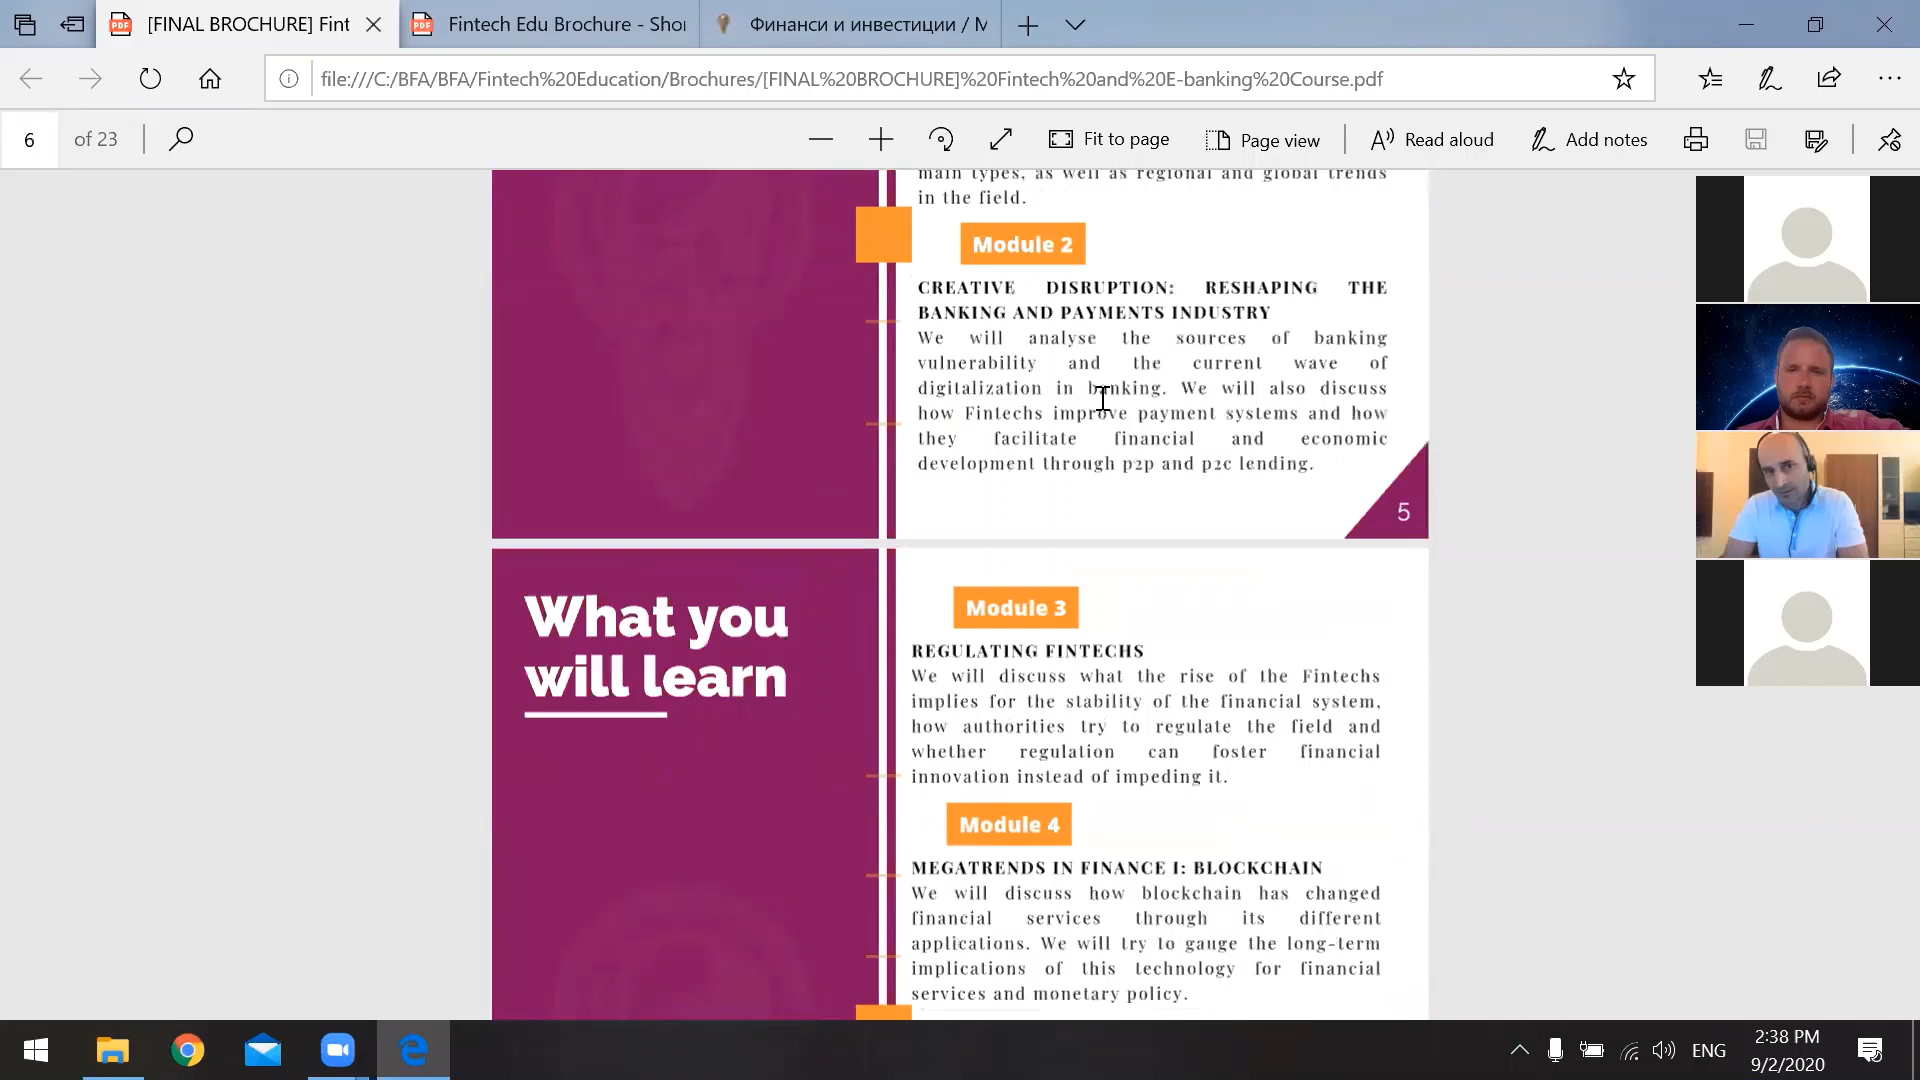 [FINAL BROCHURE] Fint
Fintech Edu Brochure - Shor
Финанси и инвестиции / М
file:///C:/BFA/BFA/Fintech%20Education/Brochures/[FINAL%20BROCHURE]%20Fintech%20and%20E-banking%20Course.pdf
6 of 23
Fit to page
Page view
Read aloud
Add notes
main types, as well as regional and global trends
in the field.
Module 2
CREATIVE DISRUPTION: RESHAPING THE
BANKING AND PAYMENTS INDUSTRY
We will analyse the sources of banking
vulnerability and the current wave of
digitalization in banking. We will also discuss
how Fintechs improve payment systems and how
they facilitate financial and economic
development through p2p and p2c lending.
5
What you
will learn
Module 3
REGULATING FINTECHS
We will discuss what the rise of the Fintechs
implies for the stability of the financial system,
how authorities try to regulate the field and
whether regulation can foster financial
innovation instead of impeding it.
Module 4
MEGATRENDS IN FINANCE I: BLOCKCHAIN
We will discuss how blockchain has changed
financial services through its different
applications. We will try to gauge the long-term
implications of this technology for financial
services and monetary policy.
ENG
2:38 PM
9/2/2020